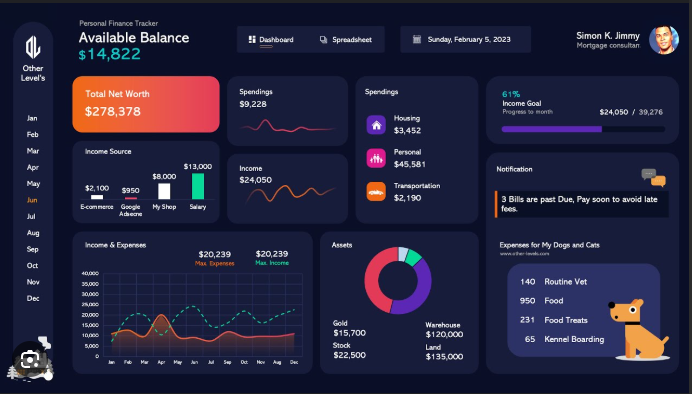 Personal Finance Tracker
Available Balance
$14,822
Dashboard
Spreadsheet
Sunday, February 5, 2023
Simon K. Jimmy
Mortgage consultan
Other
Level's
Jan
Feb
Mar
Apr
May
Jun
Jul
Aug
Sep
Oct
Nov
Dec
Total Net Worth
$278,378
Spendings
$9,228
Income
$24,050
Spendings
Housing
$3,452
Personal
$45,581
Transportation
$2,190
61%
Income Goal
Progress to month
$24,050 / 39,276
Income Source
$2,100
$950
$8,000
$13,000
E-commerce
Google
Adsecne
My Shop
Salary
Notification
3 Bills are past Due, Pay soon to avoid late
fees.
Income & Expenses
$20,239
Max. Expenses
$20,239
Max. Income
40,000
35,000
30,000
25,000
20,000
15,000
10,000
5,000
0
Jan Feb Mar Apr May Jun Jul Aug Sep Oct Nov Dec
Assets
Gold
$15,700
Stock
$22,500
Warehouse
$120,000
Land
$135,000
Expenses for My Dogs and Cats
www.other-levels.com
140 Routine Vet
950 Food
231 Food Treats
65 Kennel Boarding